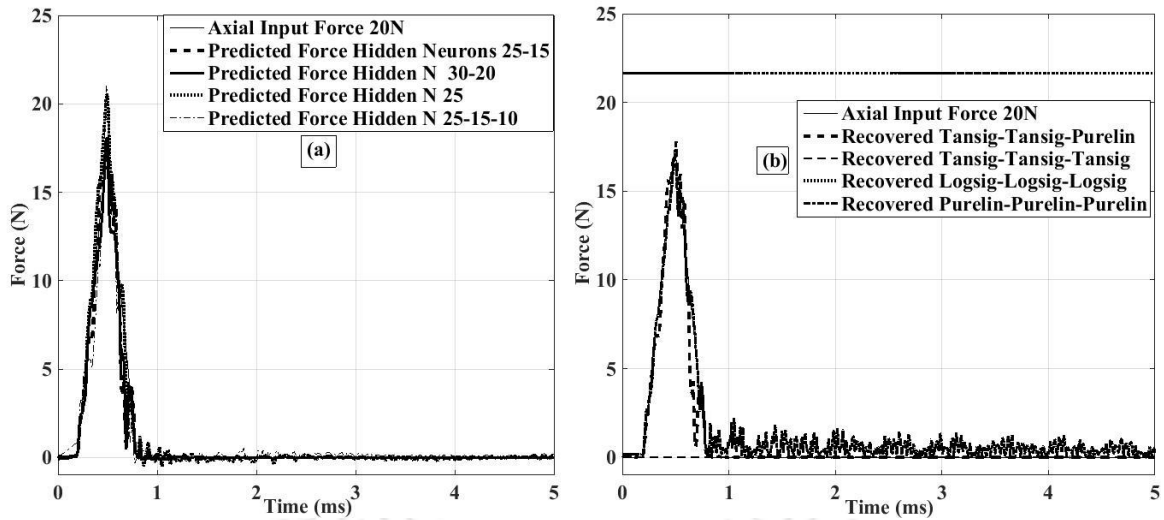 25
20
15
10
5
0
Force (N)
Axial Input Force 20N
Predicted Force Hidden Neurons 25-15
Predicted Force Hidden N 30-20
Predicted Force Hidden N 25
Predicted Force Hidden N 25-15-10
(a)
0 1 2 3 4 5
Time (ms)
25
20
15
10
5
0
Force (N)
Axial Input Force 20N
Recovered Tansig-Tansig-Purelin
Recovered Tansig-Tansig-Tansig
Recovered Logsig-Logsig-Logsig
Recovered Purelin-Purelin-Purelin
(b)
0 1 2 3 4 5
Time (ms)